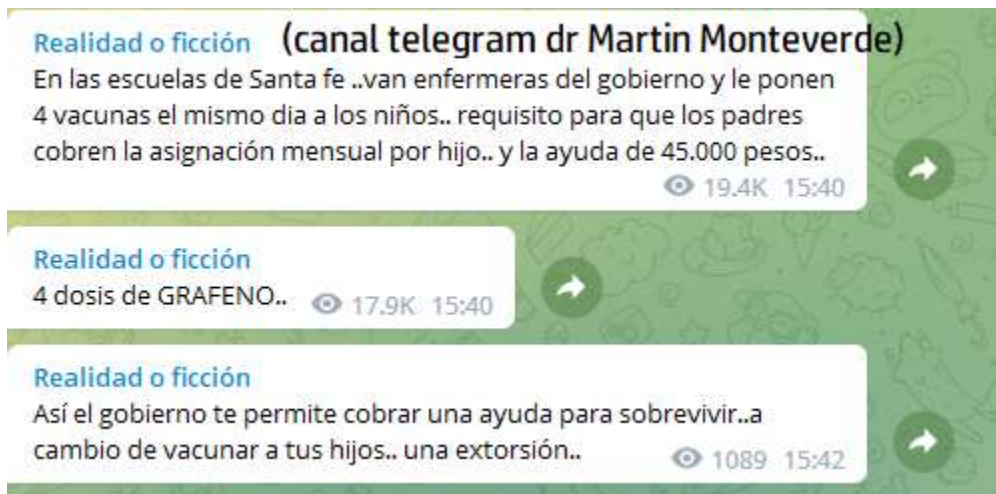 Realidad o ficción (canal telegram dr Martin Monteverde)
En las escuelas de Santa fe ..van enfermeras del gobierno y le ponen
4 vacunas el mismo dia a los niños.. requisito para que los padres
cobren la asignación mensual por hijo.. y la ayuda de 45.000 pesos..
19.4K 15:40
Realidad o ficción
4 dosis de GRAFENO.. 17.9K 15:40
Realidad o ficción
Así el gobierno te permite cobrar una ayuda para sobrevivir..a
cambio de vacunar a tus hijos.. una extorsión.. 1089 15:42